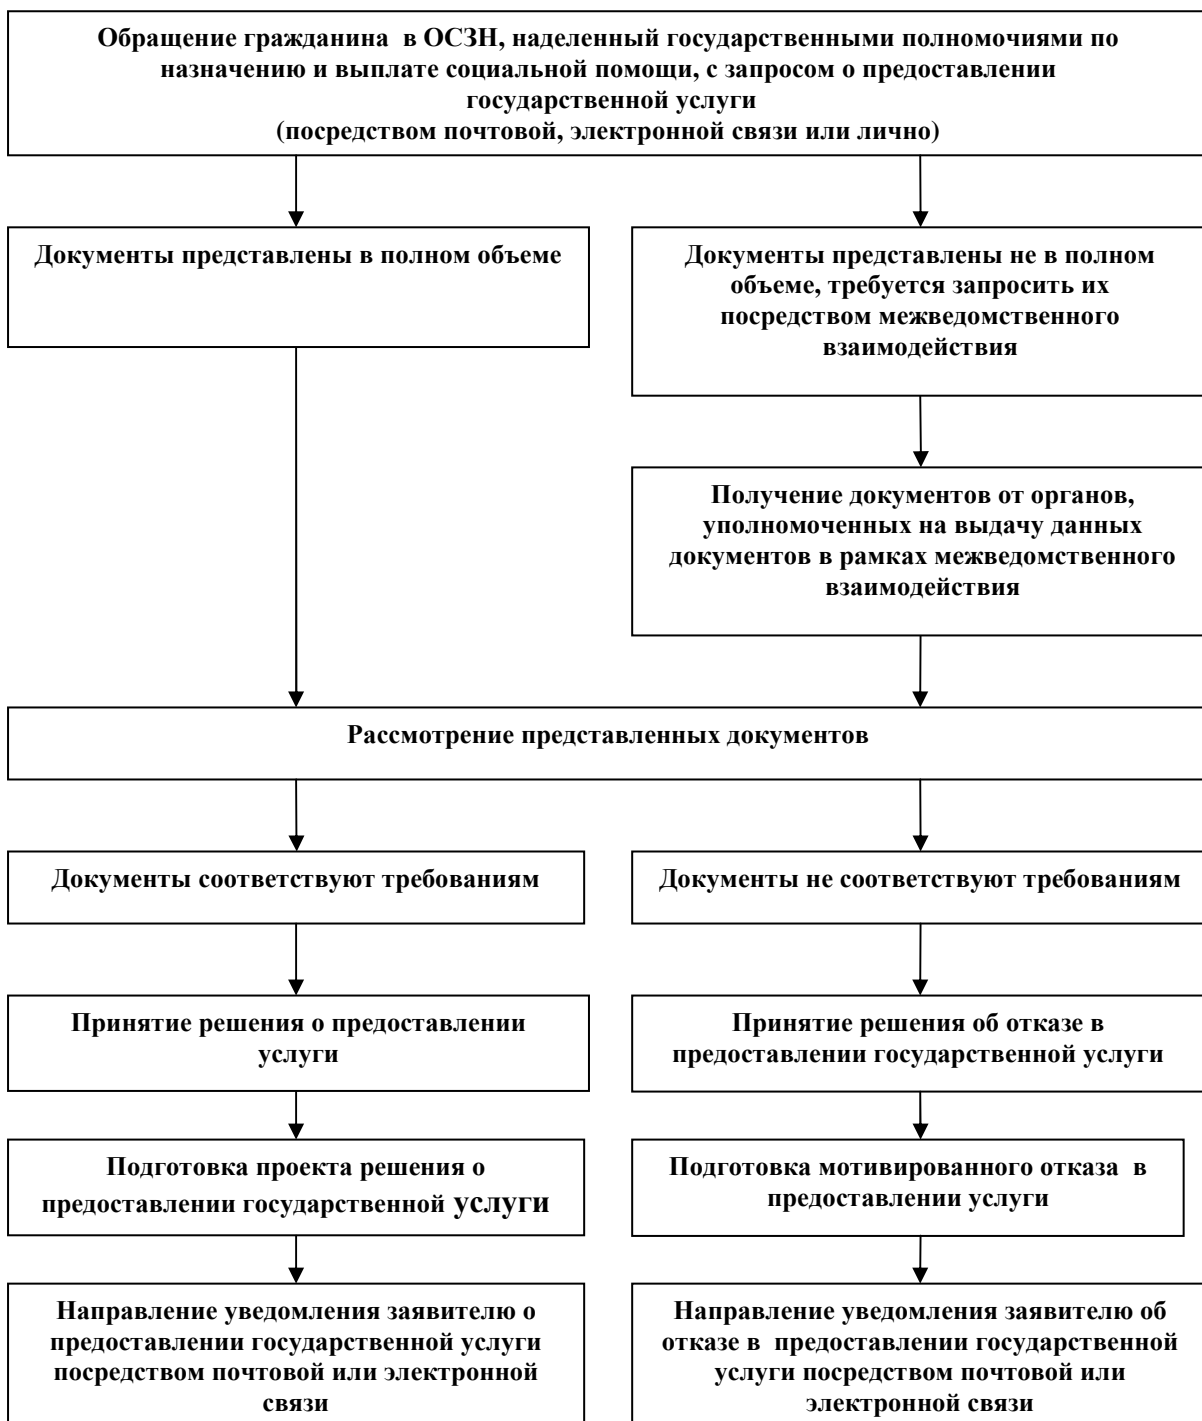 Обращение гражданина  в ОСЗН, наделенный государственными полномочиями по
назначению и выплате социальной помощи, с запросом о предоставлении
государственной услуги
(посредством почтовой, электронной связи или лично)
Документы представлены в полном объеме
Документы представлены не в полном
объеме, требуется запросить их
посредством межведомственного
взаимодействия
Получение документов от органов,
уполномоченных на выдачу данных
документов в рамках межведомственного
взаимодействия
Рассмотрение представленных документов
Документы соответствуют требованиям
Документы не соответствуют требованиям
Принятие решения о предоставлении
услуги
Принятие решения об отказе в
предоставлении государственной услуги
Подготовка проекта решения о
предоставлении государственной услуги
Подготовка мотивированного отказа  в
предоставлении услуги
Направление уведомления заявителю о
предоставлении государственной услуги
посредством почтовой или электронной
связи
Направление уведомления заявителю об
отказе в  предоставлении государственной
услуги посредством почтовой или
электронной связи